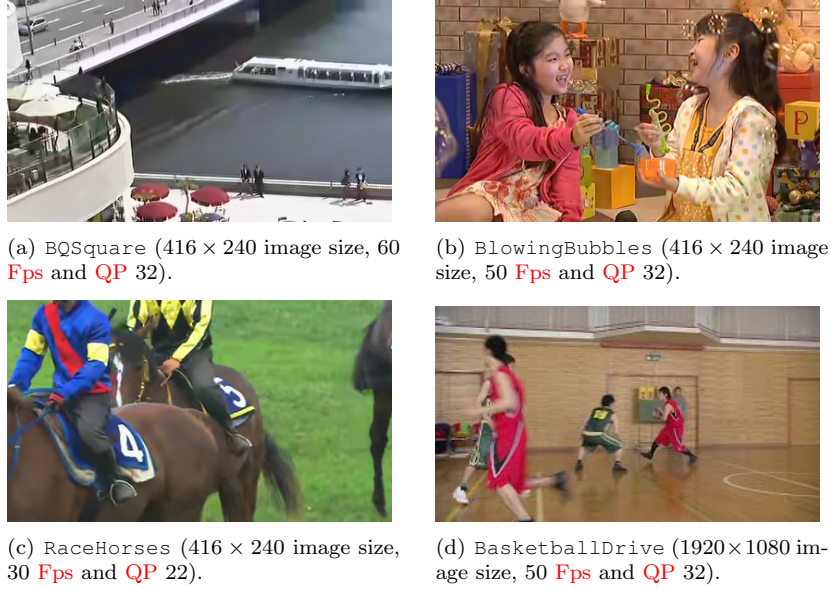 (a) BQSquare (416 × 240 image size, 60
Fps and QP 32).
P
(b) BlowingBubbles (416 × 240 image
size, 50 Fps and QP 32).
4
5
(c) RaceHorses (416 × 240 image size,
30 Fps and QP 22).
(d) BasketballDrive (1920×1080 im-
age size, 50 Fps and QP 32).